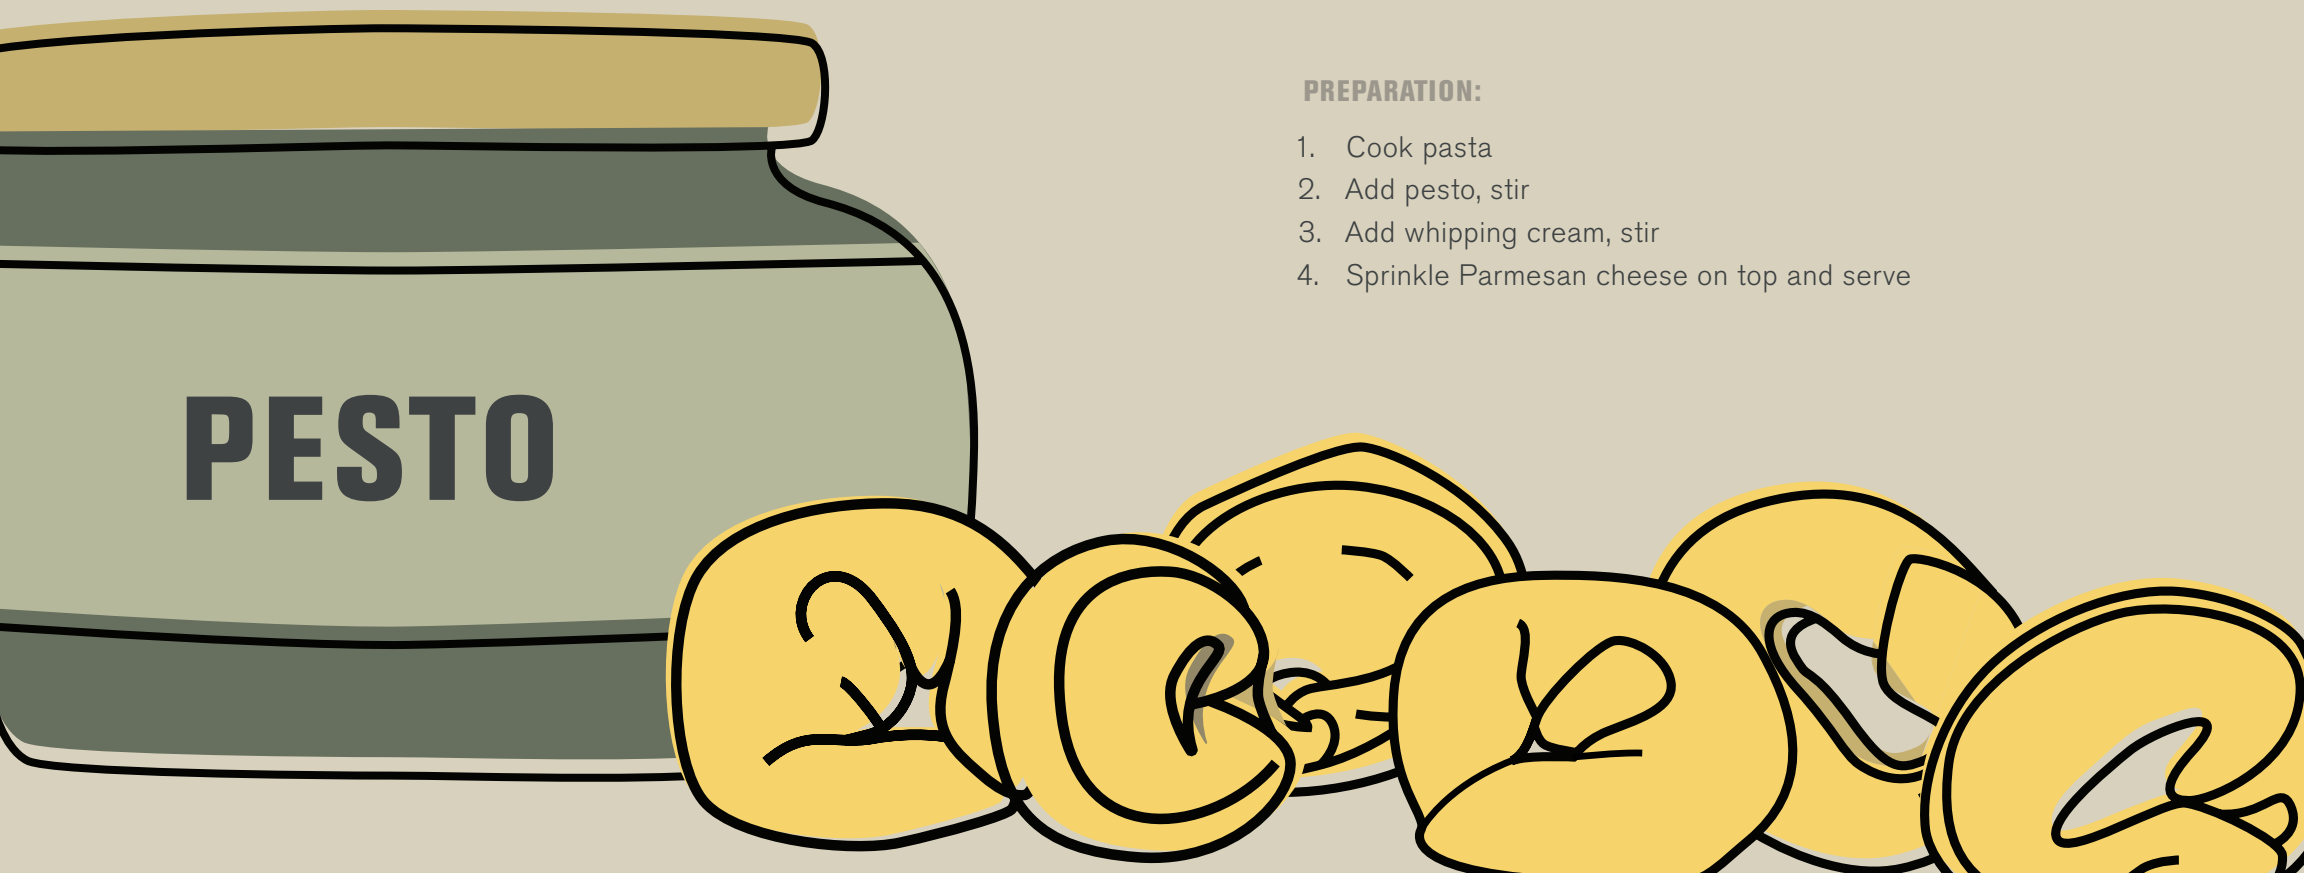 PREPARATION:
1. Cook pasta
2. Add pesto, stir
3. Add whipping cream, stir
4. Sprinkle Parmesan cheese on top and serve
PESTO